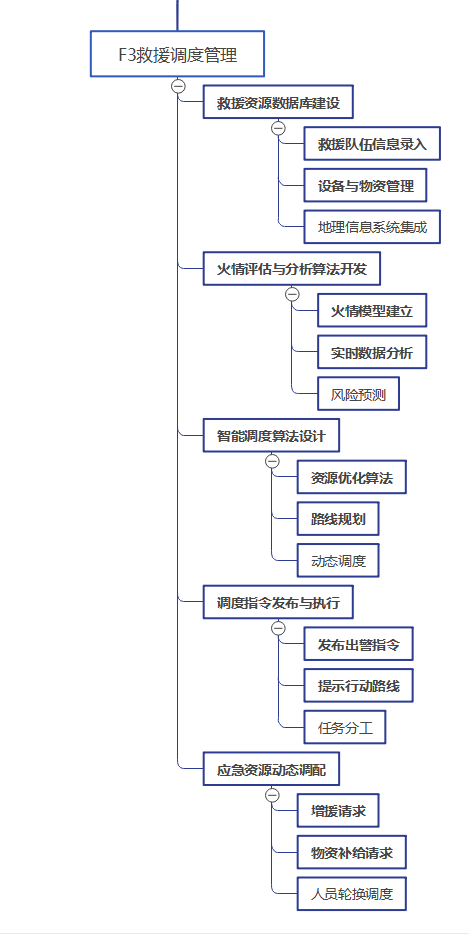 F3救援调度管理
救援资源数据库建设
救援队伍信息录入
设备与物资管理
地理信息系统集成
火情评估与分析算法开发
火情模型建立
实时数据分析
风险预测
智能调度算法设计
资源优化算法
路线规划
动态调度
调度指令发布与执行
发布出警指令
提示行动路线
任务分工
应急资源动态调配
增援请求
物资补给请求
人员轮换调度